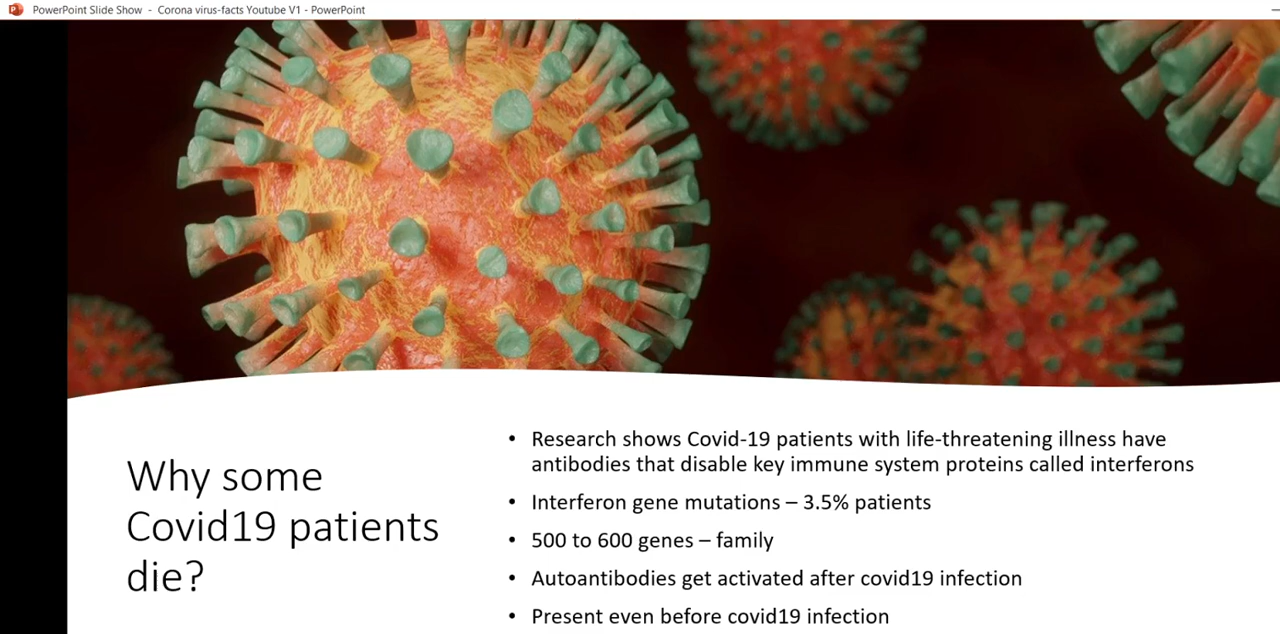 PowerPoint Slide Show - Corona virus-facts Youtube V1 - PowerPoint
Why some
Covid19 patients
die?
• Research shows Covid-19 patients with life-threatening illness have
antibodies that disable key immune system proteins called interferons
• Interferon gene mutations – 3.5% patients
• 500 to 600 genes – family
• Autoantibodies get activated after covid19 infection
• Present even before covid19 infection